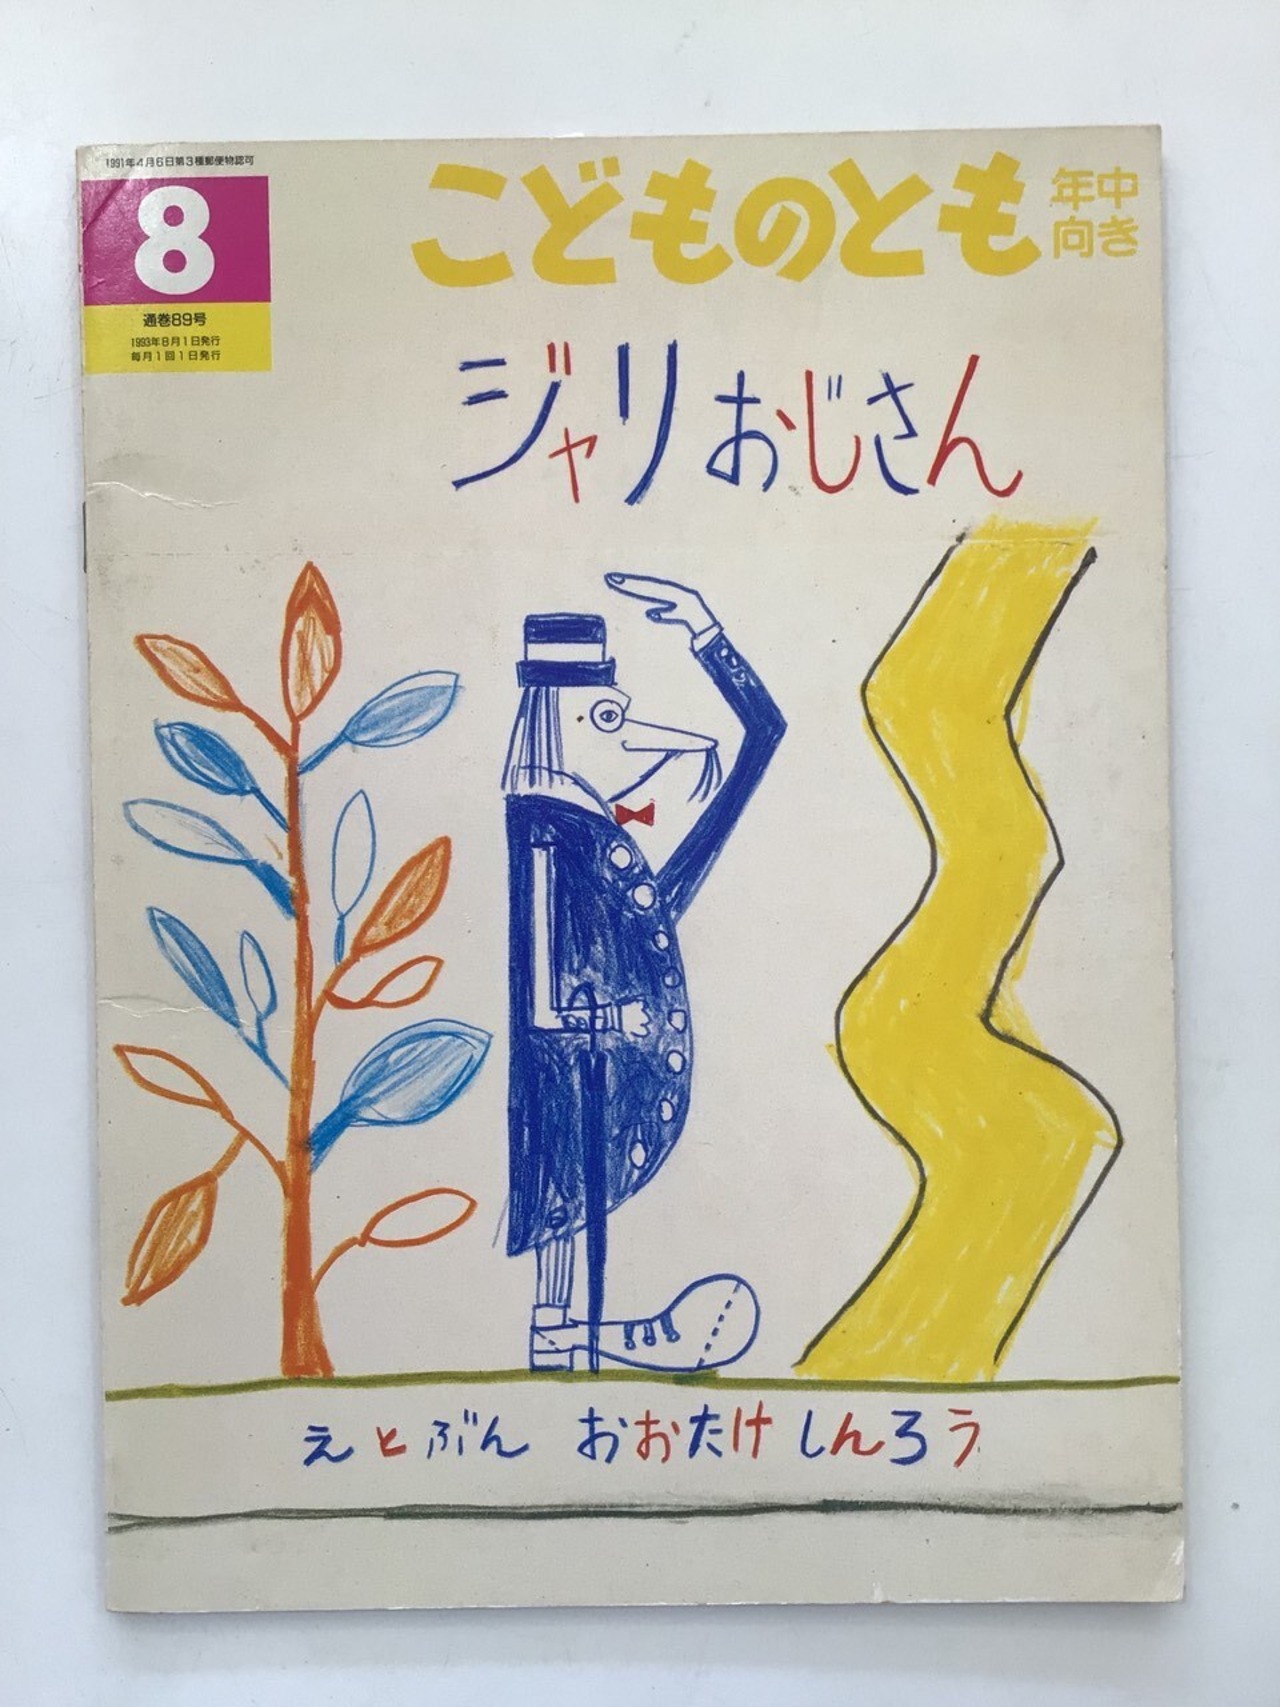 1991年4月6日第3種郵便物認可
8
通巻89号
1993年8月1日発行
毎月1回1日発行
こどものとも
年中
向き
ジャリおじさん
えとぶん おおたけ しんろう